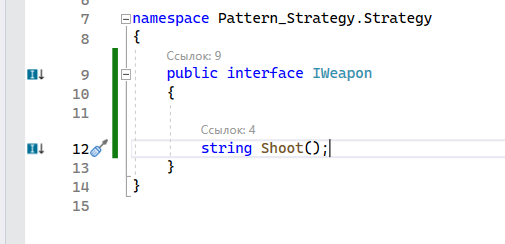 7 namespace Pattern_Strategy.Strategy
8 {
Ссылок: 9
9 public interface IWeapon
10 {
11
Ссылок: 4
12 string Shoot();
13 }
14 }
15